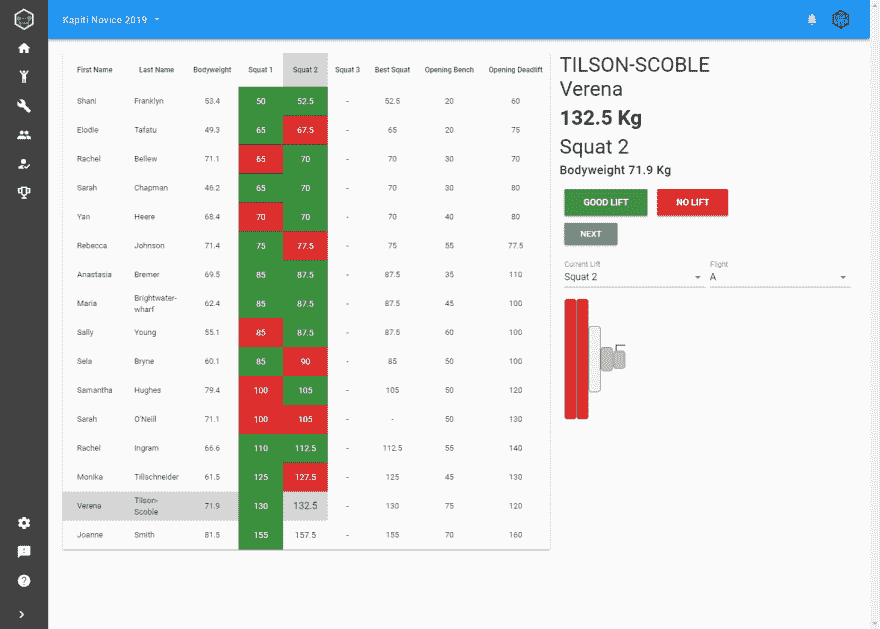 Kapiti Novice 2019
First Name Last Name Bodyweight Squat 1 Squat 2 Squat 3 Best Squat Opening Bench Opening Deadlift
Shani Franklyn 53.4 50 52.5 - 52.5 20 60
Elodie Tafatu 49.3 65 67.5 - 65 20 75
Rachel Bellew 71.1 65 70 - 70 30 70
Sarah Chapman 46.2 65 70 - 70 30 80
Yan Heere 68.4 70 70 - 70 40 80
Rebecca Johnson 71.4 75 77.5 - 75 55 77.5
Anastasia Bremer 69.5 85 87.5 - 87.5 35 110
Maria Brightwater-
wharf 62.4 85 87.5 - 87.5 45 100
Sally Young 55.1 85 87.5 - 87.5 60 100
Sela Bryne 60.1 85 90 - 85 50 100
Samantha Hughes 79.4 100 105 - 105 50 120
Sarah O'Neill 71.1 100 105 - - 50 130
Rachel Ingram 66.6 110 112.5 - 112.5 55 140
Monika Tillschneider 61.5 125 127.5 - 125 45 130
Verena Tilson-
Scoble 71.9 130 132.5 - 130 75 120
Joanne Smith 81.5 155 157.5 - 155 70 160
TILSON-SCOBLE
Verena
132.5 Kg
Squat 2
Bodyweight 71.9 Kg
GOOD LIFT NO LIFT
NEXT
Current Lift Flight
Squat 2 A